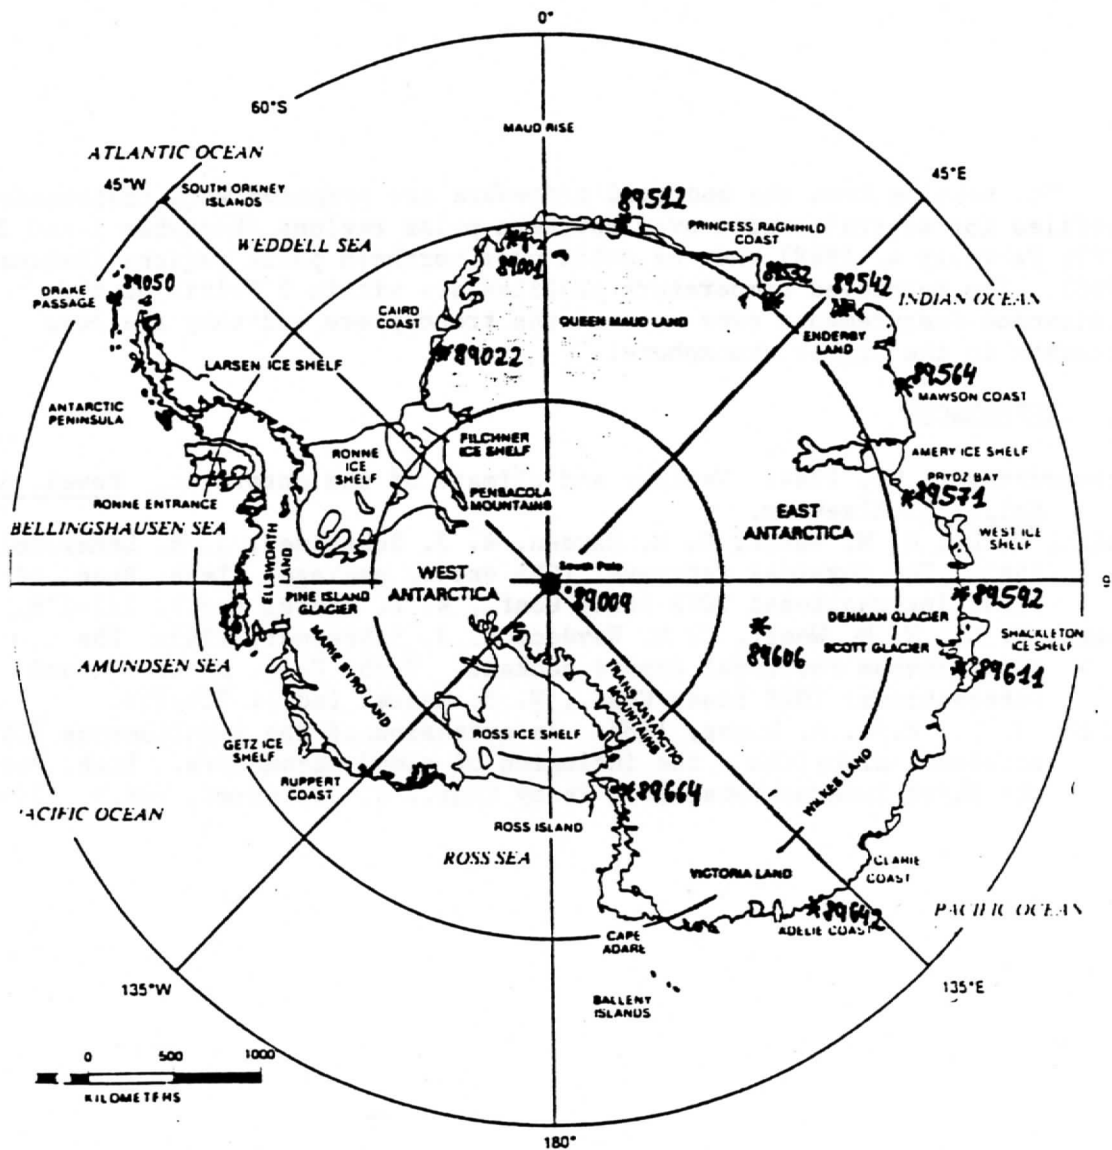 0°
60°S
MAUD RISE
ATLANTIC OCEAN
45°W
45°E
SOUTH ORKNEY
ISLANDS
89512
WEDDELL SEA
PRINCESS RAGNHILD
COAST
89001
89532
89542
DRAKE
PASSAGE
89050
INDIAN OCEAN
CAIRD
COAST
QUEEN MAUD LAND
ENDERBY
LAND
89022
LARSEN ICE SHELF
89564
MAWSON COAST
ANTARCTIC
PENINSULA
FILCHNER
ICE SHELF
RONNE
ICE
SHELF
AMERY ICE SHELF
PRYDZ BAY
89571
PENSACOLA
MOUNTAINS
RONNE ENTRANCE
BELLINGSHAUSEN SEA
EAST
ANTARCTICA
WEST ICE
SHELF
ELLSWORTH
LAND
WEST
ANTARCTICA
South Pole
9
PINE ISLAND
GLACIER
89009
89592
DENMAN GLACIER
SHACKLETON
ICE SHELF
SCOTT GLACIER
89606
89611
AMUNDSEN SEA
MARIE BYRD LAND
TRANS ANTARCTIC
MOUNTAINS
ROSS ICE SHELF
GETZ ICE
SHELF
RUPPERT
COAST
89664
WILKES LAND
ACIFIC OCEAN
ROSS ISLAND
ROSS SEA
VICTORIA LAND
CLARIE
COAST
89642
ADELIE COAST
PACIFIC OCEAN
CAPE
ADARE
135°W
135°E
BALLENY
ISLANDS
0 500 1000
KILOMETERS
180°